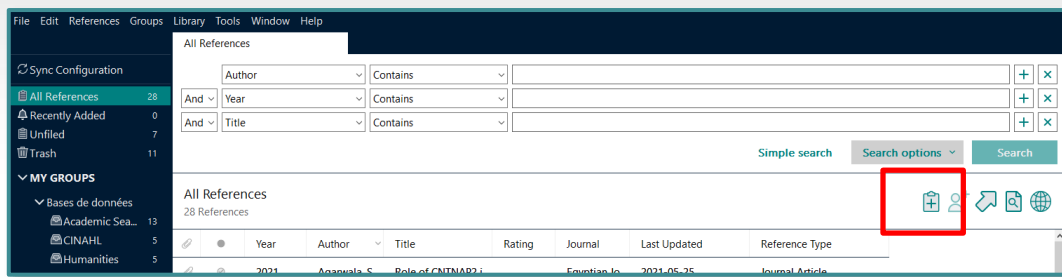 File Edit References Groups Library Tools Window Help
All References
Sync Configuration
Author Contains
And Year Contains
And Title Contains
All References 28
Recently Added 0
Unfiled 7
Trash 11
Simple search Search options Search
MY GROUPS
Bases de données
Academic Sea... 13
CINAHL 5
Humanities 5
All References
28 References
Year Author Title Rating Journal Last Updated Reference Type
2021 Agarwala, S. Role of CNTNAP2 i Egyptian Jo 2021-05-25 Journal Article